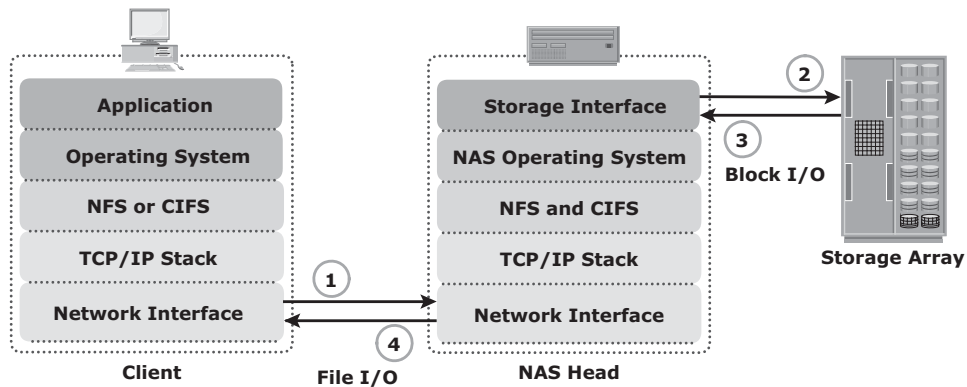 Application
Operating System
NFS or CIFS
TCP/IP Stack
Network Interface
Client
1
4
File I/O
Storage Interface
NAS Operating System
NFS and CIFS
TCP/IP Stack
Network Interface
NAS Head
2
3
Block I/O
Storage Array